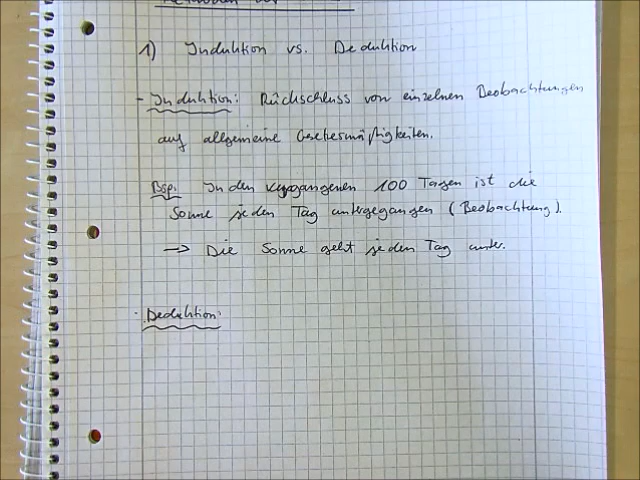 1) Induktion vs. Deduktion
- Induktion: Rückschluss von einzelnen Beobachtungen
auf allgemeine Gesetzmäßigkeiten.
Bsp. In den vergangenen 100 Tagen ist die
Sonne jeden Tag untergegangen (Beobachtung).
→ Die Sonne geht jeden Tag unter.
- Deduktion: